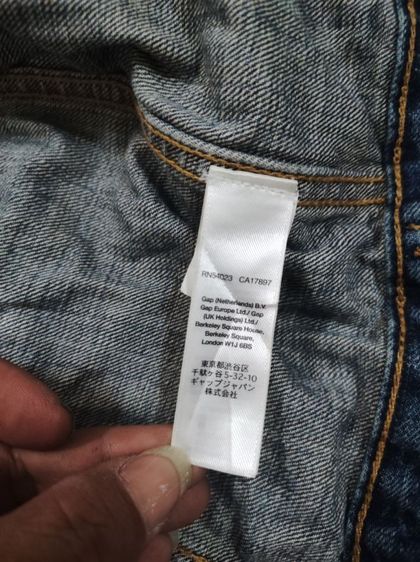 RN54023 CA17897
Gap (Netherlands) B.V.
Gap Europe Ltd./ Gap
(UK Holdings) Ltd./
Berkeley Square House,
Berkeley Square,
London W1J 6BS
東京都渋谷区
千駄ヶ谷5-32-10
ギャップジャパン
株式会社